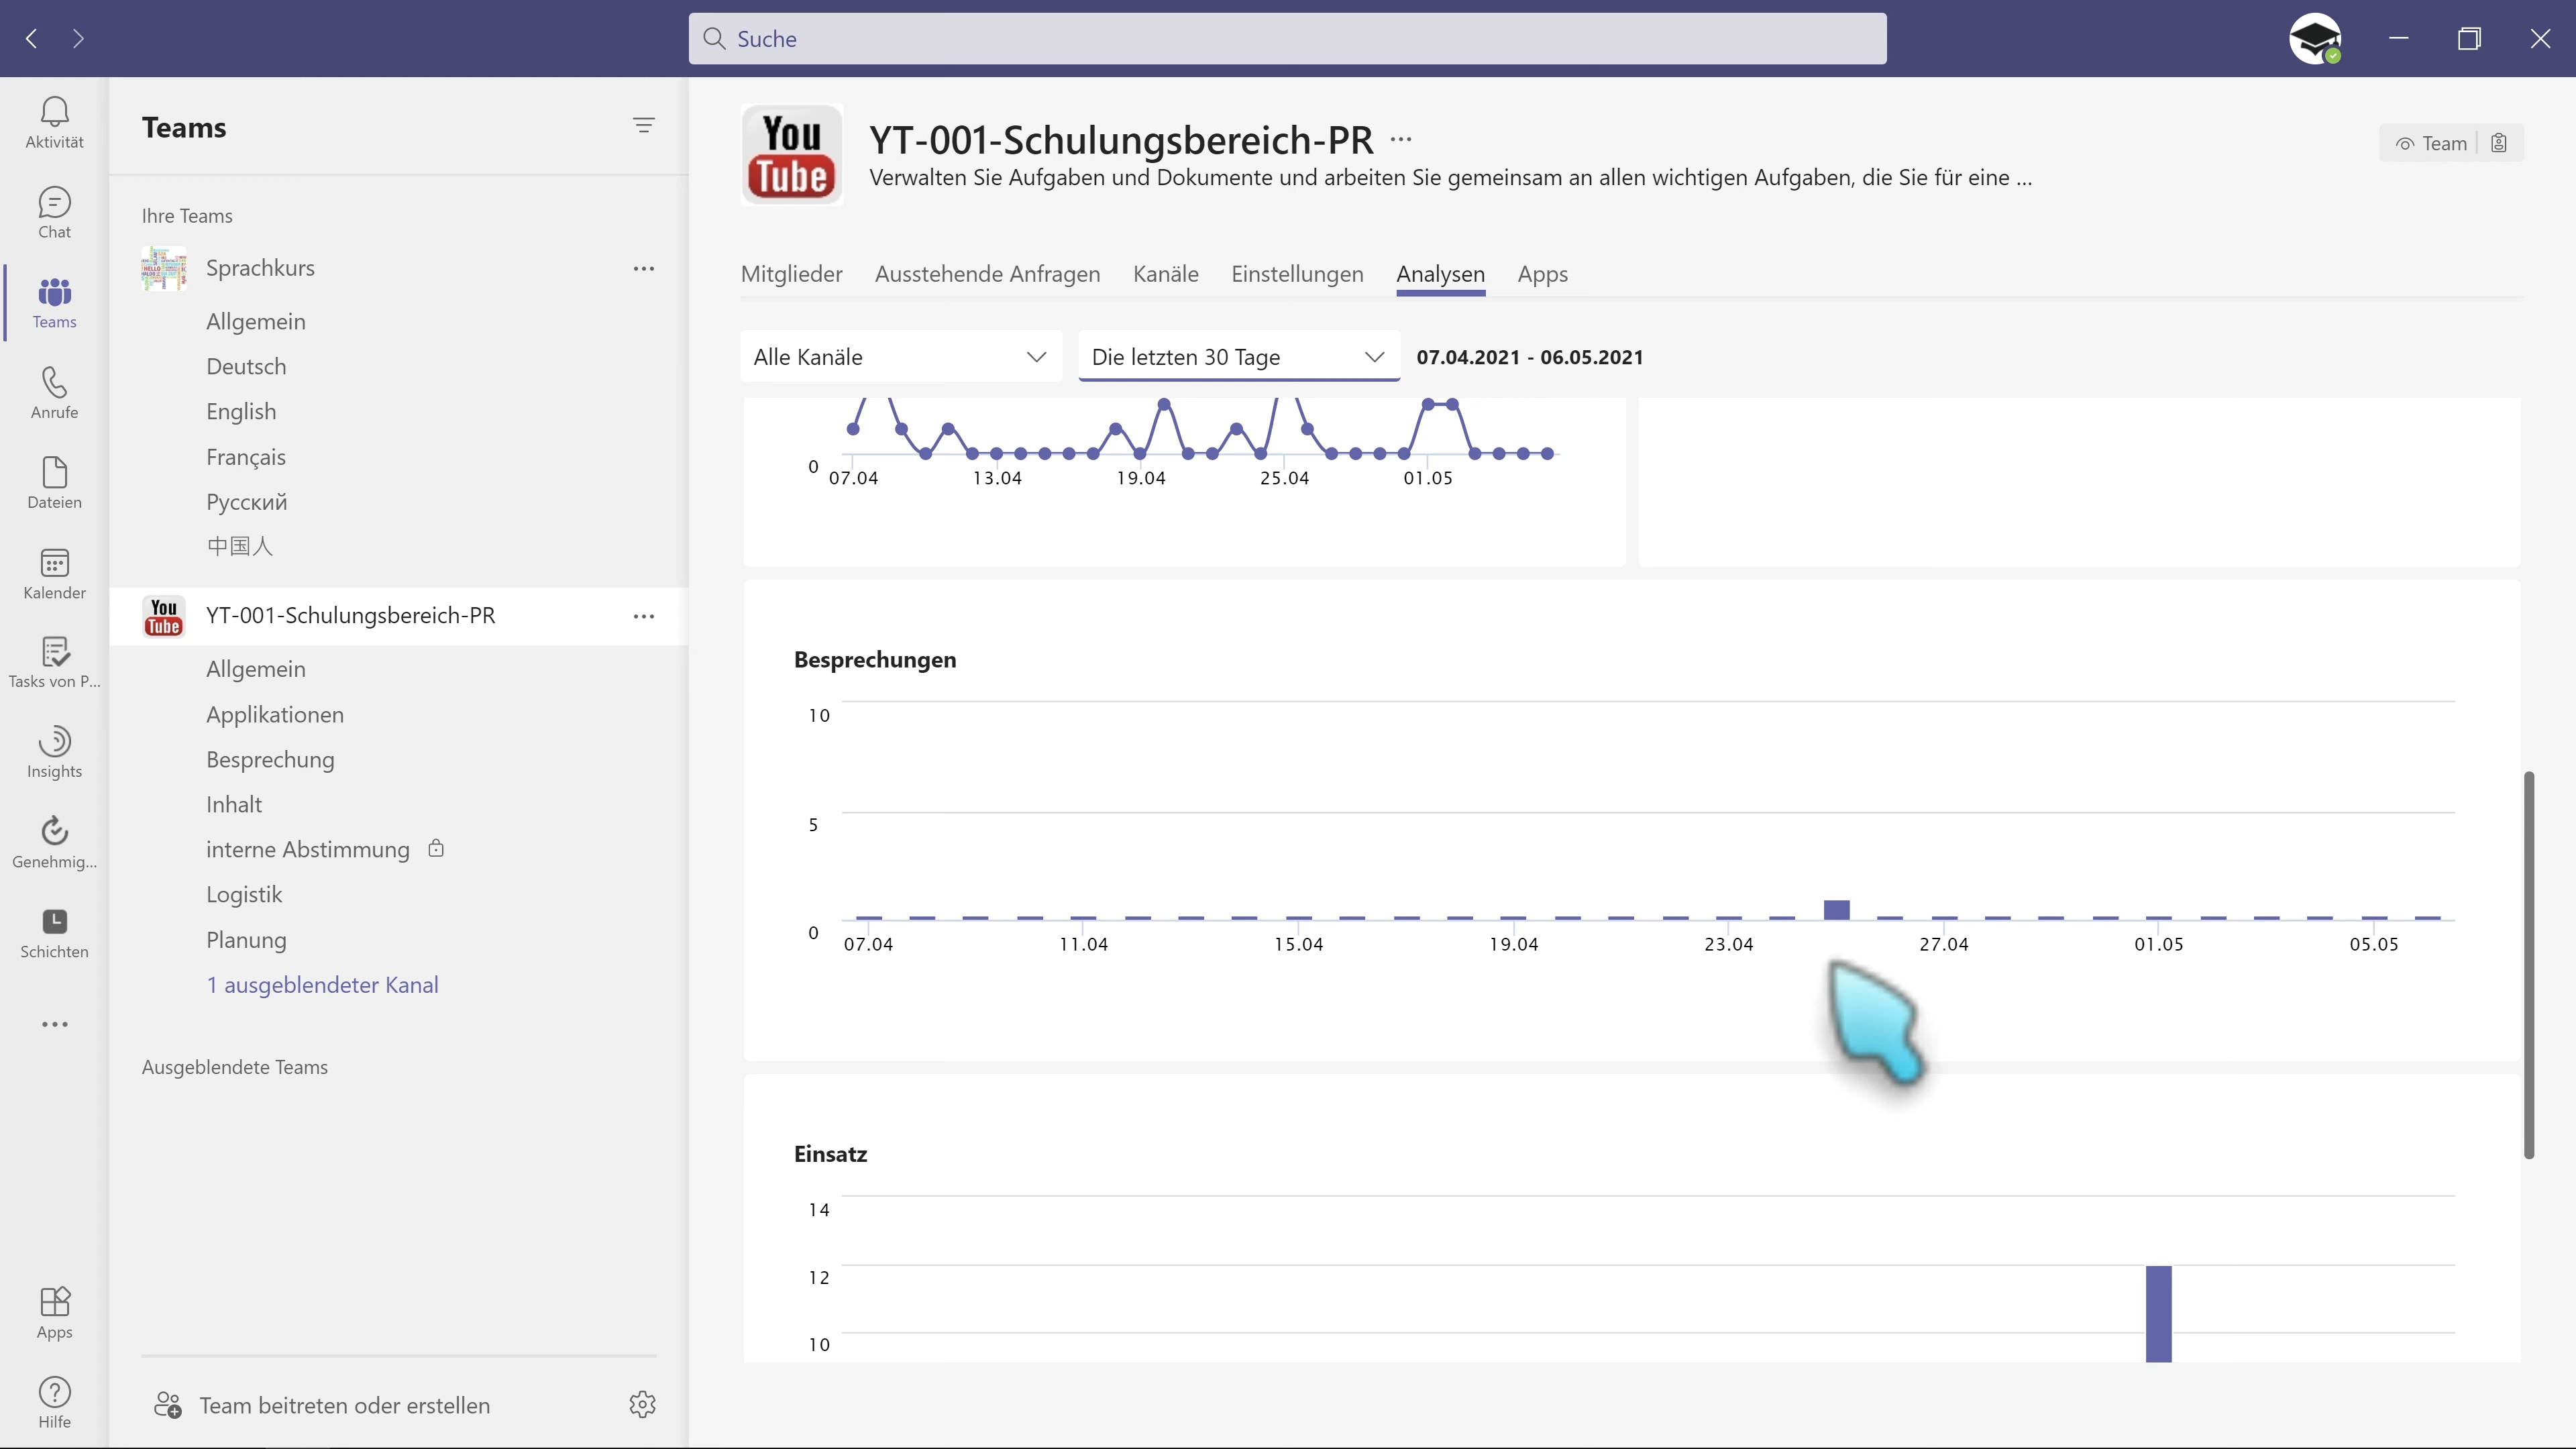 Suche
Aktivität
Chat
Teams
Anrufe
Dateien
Kalender
Tasks von P...
Insights
Genehmig...
Schichten
Apps
Hilfe
Teams
Ihre Teams
Sprachkurs
Allgemein
Deutsch
English
Français
Русский
中国人
You Tube
YT-001-Schulungsbereich-PR
Allgemein
Applikationen
Besprechung
Inhalt
interne Abstimmung
Logistik
Planung
1 ausgeblendeter Kanal
Ausgeblendete Teams
Team beitreten oder erstellen
You
Tube
YT-001-Schulungsbereich-PR ...
Verwalten Sie Aufgaben und Dokumente und arbeiten Sie gemeinsam an allen wichtigen Aufgaben, die Sie für eine ...
Team
Mitglieder Ausstehende Anfragen Kanäle Einstellungen Analysen Apps
Alle Kanäle Die letzten 30 Tage 07.04.2021 - 06.05.2021
0
07.04 13.04 19.04 25.04 01.05
Besprechungen
10
5
0
07.04 11.04 15.04 19.04 23.04 27.04 01.05 05.05
Einsatz
14
12
10